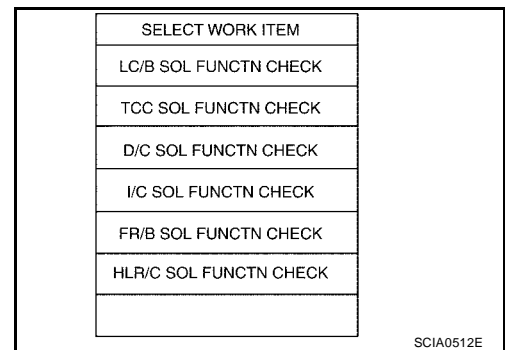 SELECT WORK ITEM
LC/B SOL FUNCTN CHECK
TCC SOL FUNCTN CHECK
D/C SOL FUNCTN CHECK
I/C SOL FUNCTN CHECK
FR/B SOL FUNCTN CHECK
HLR/C SOL FUNCTN CHECK
SCIA0512E